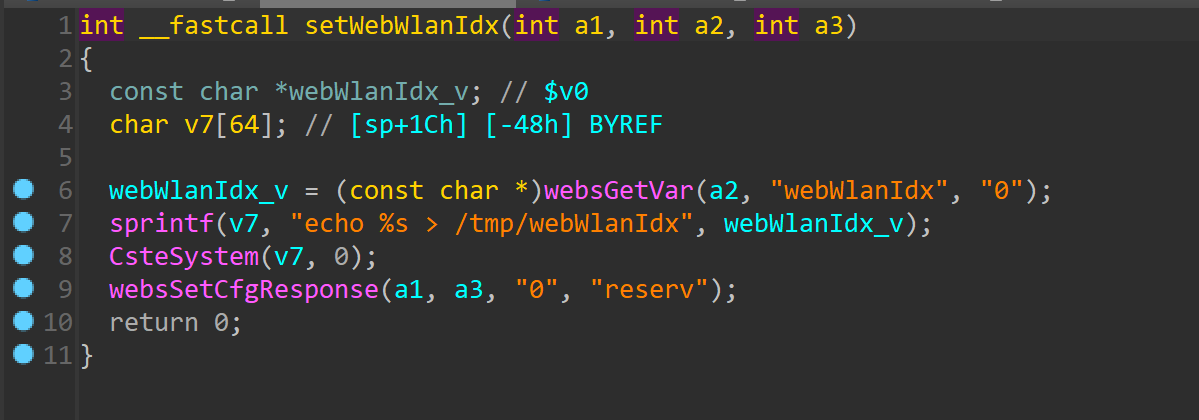 1 int __fastcall setWebWlanIdx(int a1, int a2, int a3)
2 {
3   const char *webWlanIdx_v; // $v0
4   char v7[64]; // [sp+1Ch] [-48h] BYREF
5
6   webWlanIdx_v = (const char *)websGetVar(a2, "webWlanIdx", "0");
7   sprintf(v7, "echo %s > /tmp/webWlanIdx", webWlanIdx_v);
8   CsteSystem(v7, 0);
9   websSetCfgResponse(a1, a3, "0", "reserv");
10   return 0;
11 }